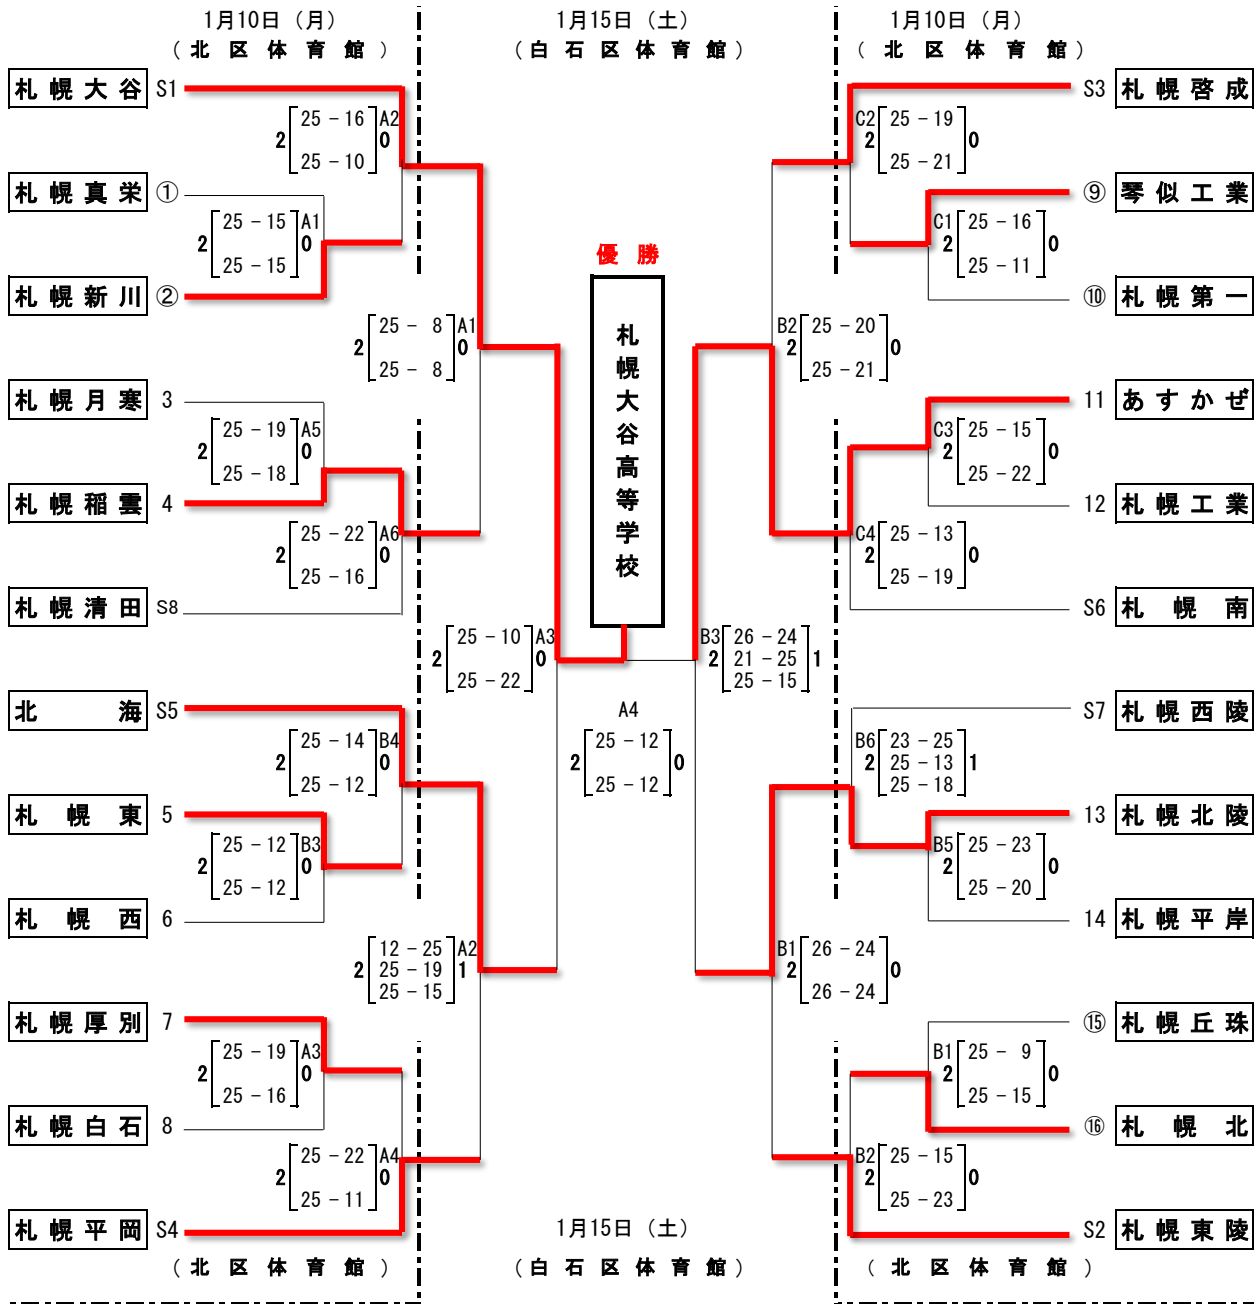 1月10日（月） 1月15日（土） 1月10日（月）
（北区体育館） （白石区体育館） （北区体育館）
札幌大谷 S1
2 25－16 A2 0
25－10
札幌真栄 ①
2 25－15 A1 0
25－15
札幌新川 ②
2 25－ 8 A1 0
25－ 8
札幌月寒 3
2 25－19 A5 0
25－18
札幌稲雲 4
2 25－22 A6 0
25－16
札幌清田 S8
2 25－10 A3 0
25－22
北海 S5
2 25－14 B4 0
25－12
札幌東 5
2 25－12 B3 0
25－12
札幌西 6
2 12－25 A2 1
25－19
25－15
札幌厚別 7
2 25－19 A3 0
25－16
札幌白石 8
2 25－22 A4 0
25－11
札幌平岡 S4
（北区体育館）
優勝
札幌大谷高等学校
A4
2 25－12 0
25－12
1月15日（土）
（白石区体育館）
S3 札幌啓成
C2 2 25－19 0
25－21
⑨ 琴似工業
C1 2 25－16 0
25－11
⑩ 札幌第一
B2 2 25－20 0
25－21
11 あすかぜ
C3 2 25－15 0
25－22
12 札幌工業
C4 2 25－13 0
25－19
S6 札幌南
B3 2 26－24 1
21－25
25－15
S7 札幌西陵
B6 2 23－25 1
25－13
25－18
13 札幌北陵
B5 2 25－23 0
25－20
14 札幌平岸
B1 2 26－24 0
26－24
⑮ 札幌丘珠
B1 2 25－ 9 0
25－15
⑯ 札幌北
B2 2 25－15 0
25－23
S2 札幌東陵
（北区体育館）